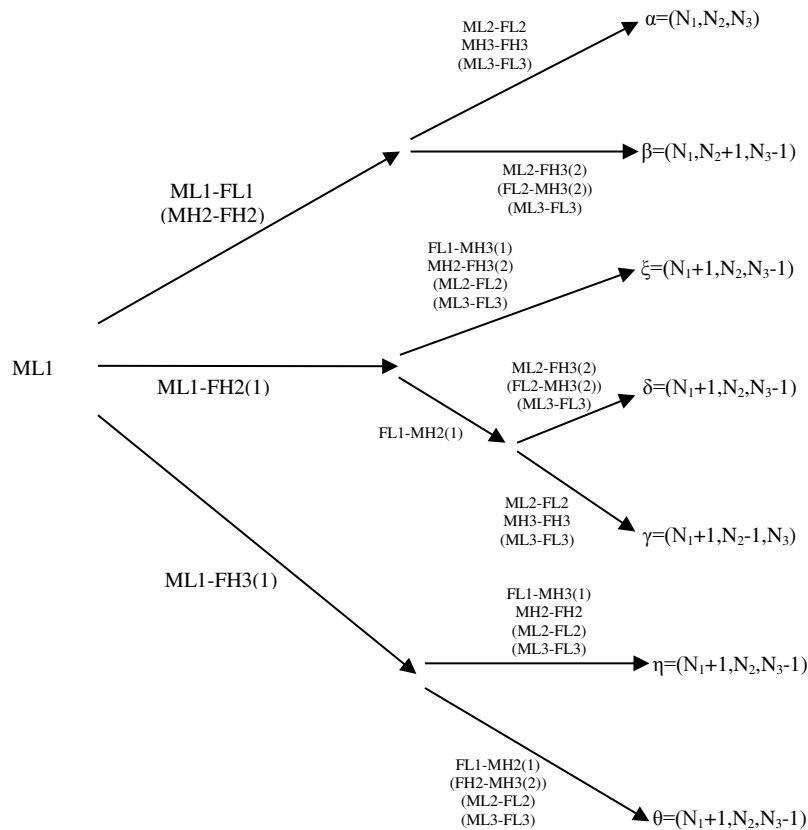 ML2-FL2
MH3-FH3
(ML3-FL3)
α=(N₁,N₂,N₃)
ML1-FL1
(MH2-FH2)
β=(N₁,N₂+1,N₃-1)
ML2-FH3(2)
(FL2-MH3(2))
(ML3-FL3)
FL1-MH3(1)
MH2-FH3(2)
(ML2-FL2)
(ML3-FL3)
ξ=(N₁+1,N₂,N₃-1)
ML1
ML1-FH2(1)
ML2-FH3(2)
(FL2-MH3(2))
(ML3-FL3)
δ=(N₁+1,N₂,N₃-1)
FL1-MH2(1)
ML2-FL2
MH3-FH3
(ML3-FL3)
γ=(N₁+1,N₂-1,N₃)
ML1-FH3(1)
FL1-MH3(1)
MH2-FH2
(ML2-FL2)
(ML3-FL3)
η=(N₁+1,N₂,N₃-1)
FL1-MH2(1)
(FH2-MH3(2))
(ML2-FL2)
(ML3-FL3)
θ=(N₁+1,N₂,N₃-1)